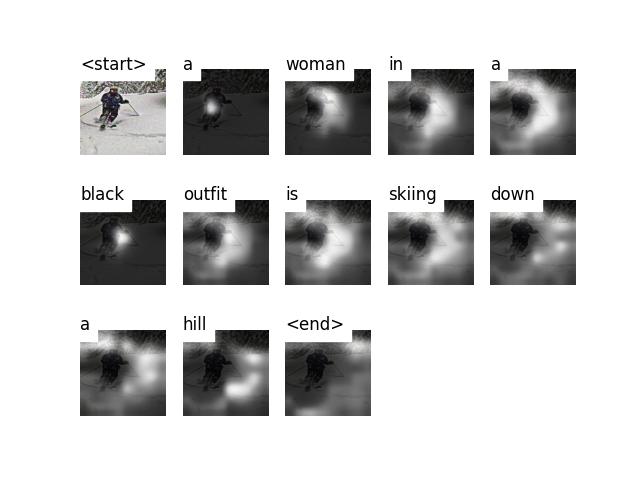 <start> a woman in a
black outfit is skiing down
a hill <end>